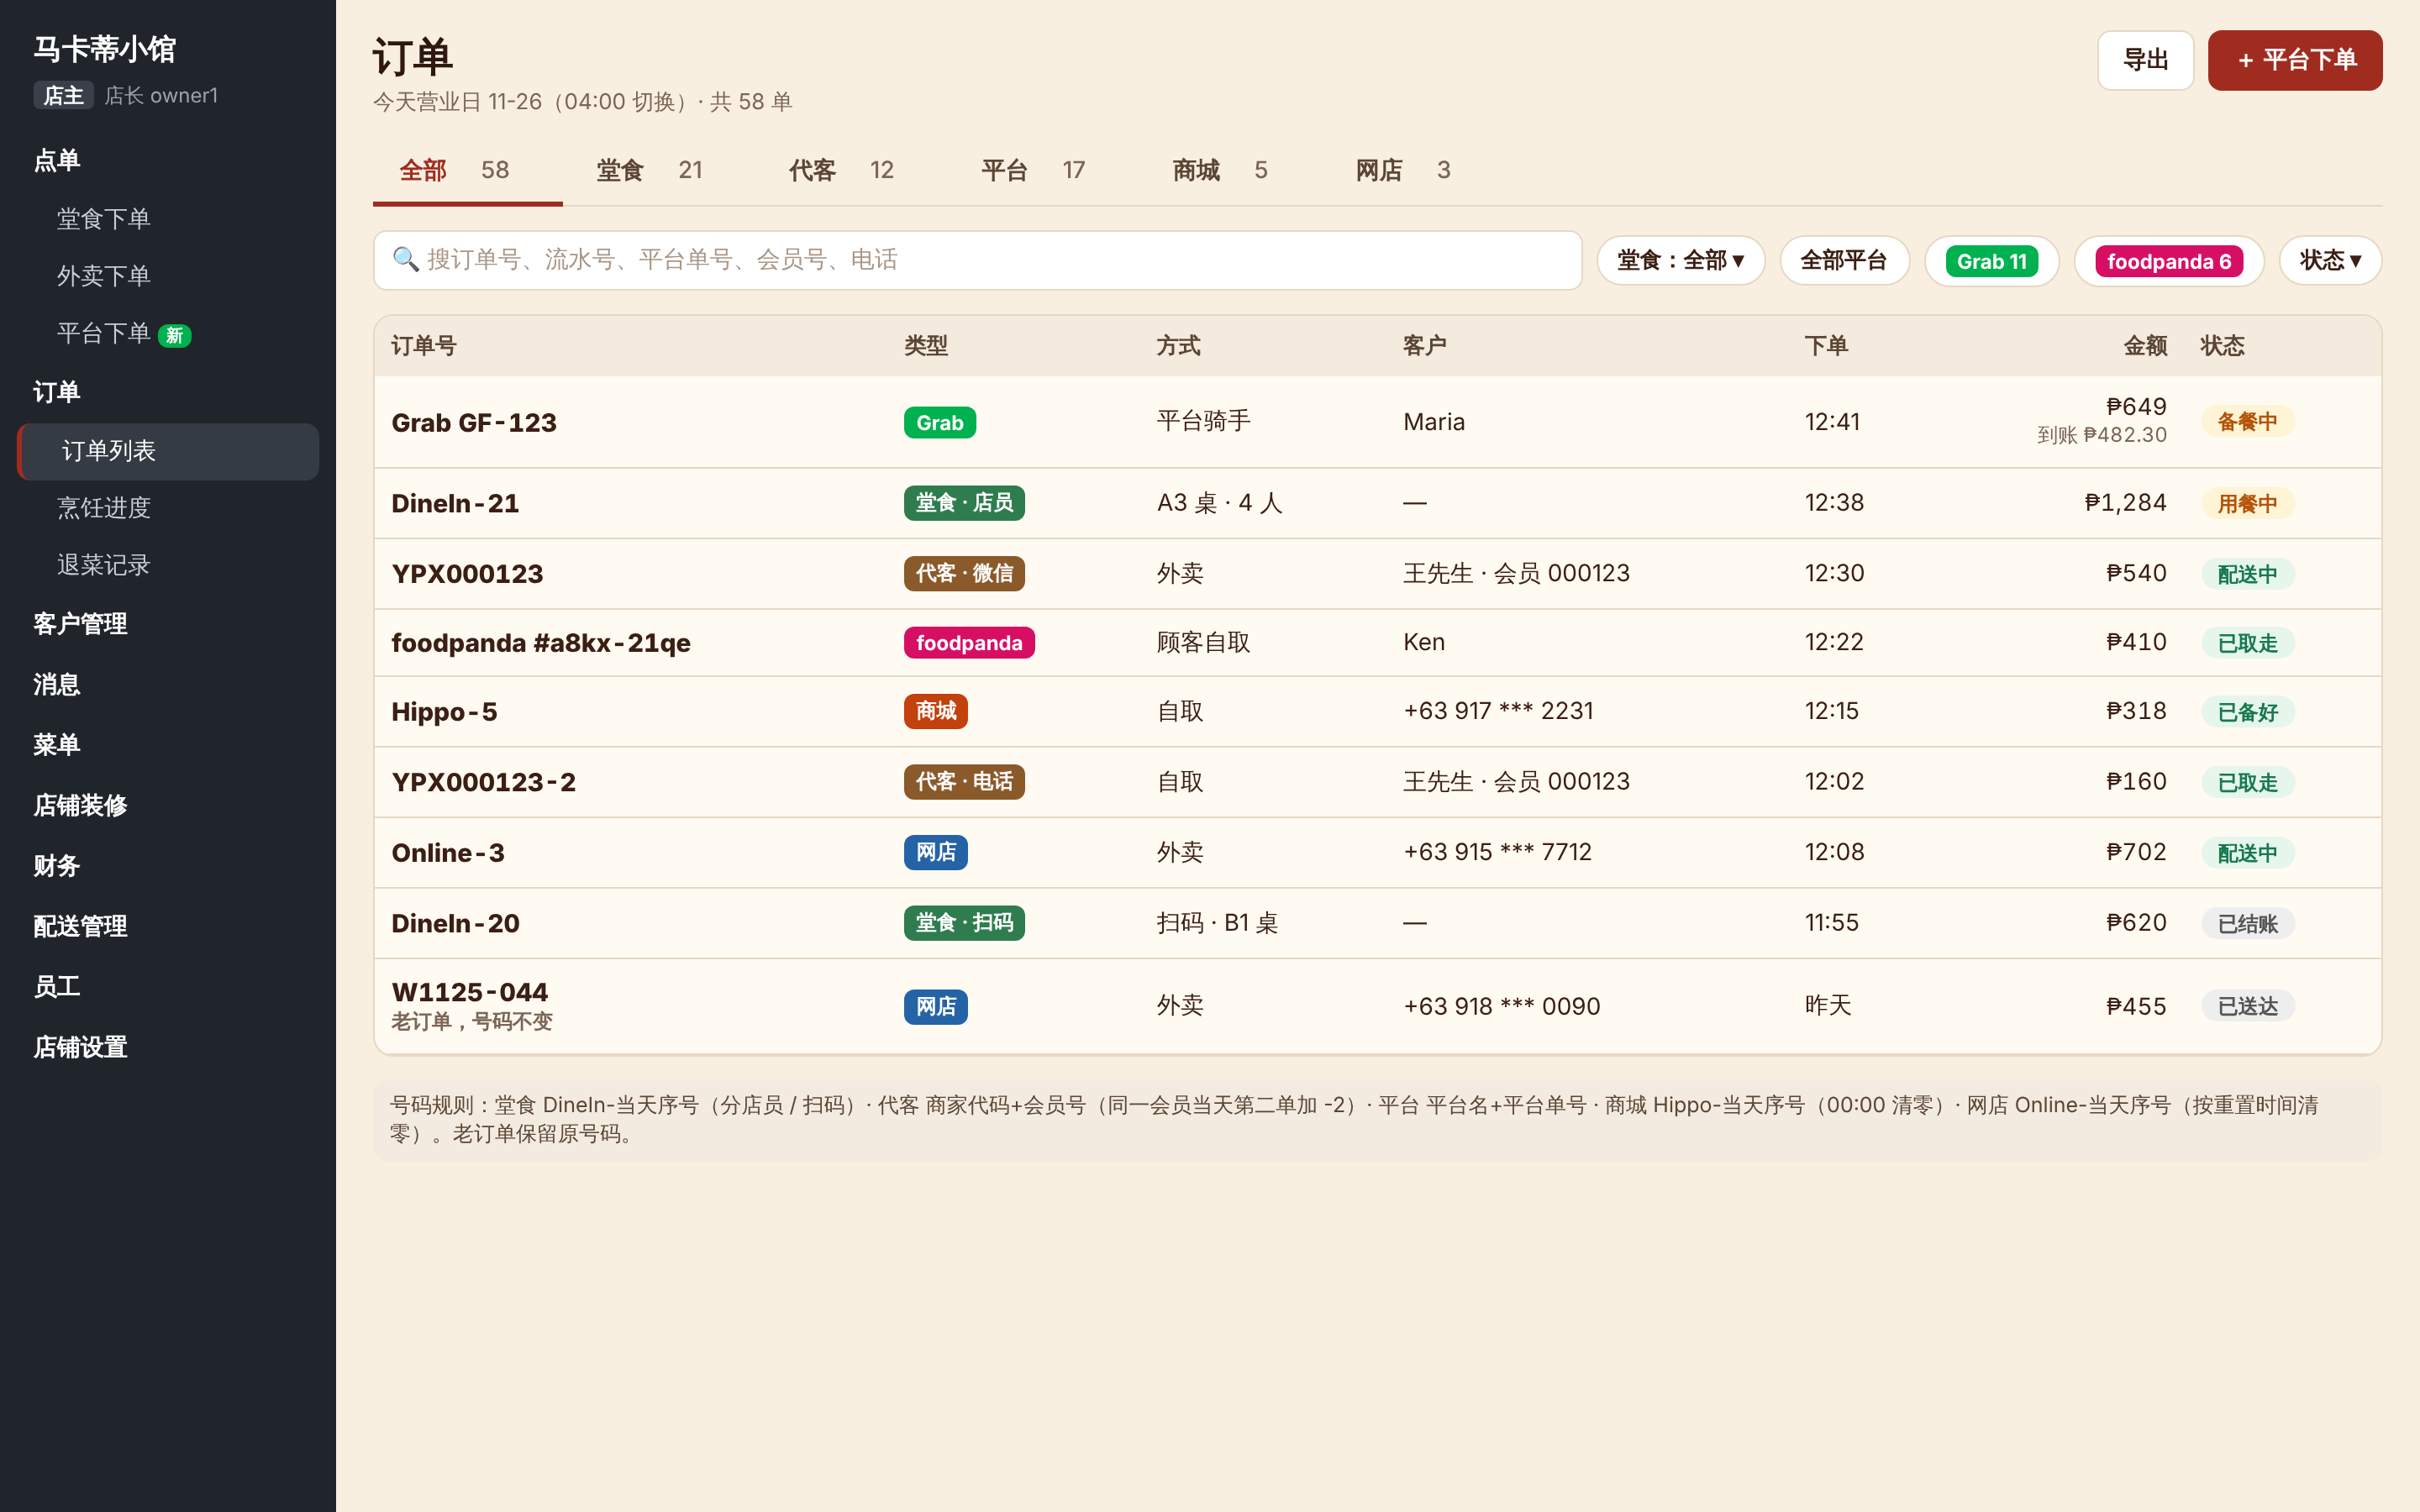 马卡蒂小馆
店主 店长 owner1
点单
堂食下单
外卖下单
平台下单 新
订单
订单列表
烹饪进度
退菜记录
客户管理
消息
菜单
店铺装修
财务
配送管理
员工
店铺设置
订单
今天营业日 11-26（04:00 切换）· 共 58 单
导出 + 平台下单
全部 58 堂食 21 代客 12 平台 17 商城 5 网店 3
搜订单号、流水号、平台单号、会员号、电话 堂食：全部 ▾ 全部平台 Grab 11 foodpanda 6 状态 ▾
订单号 类型 方式 客户 下单 金额 状态
Grab GF-123 Grab 平台骑手 Maria 12:41 ₱649 备餐中
到账 ₱482.30
DineIn-21 堂食 · 店员 A3 桌 · 4 人 — 12:38 ₱1,284 用餐中
YPX000123 代客 · 微信 外卖 王先生 · 会员 000123 12:30 ₱540 配送中
foodpanda #a8kx-21qe foodpanda 顾客自取 Ken 12:22 ₱410 已取走
Hippo-5 商城 自取 +63 917 *** 2231 12:15 ₱318 已备好
YPX000123-2 代客 · 电话 自取 王先生 · 会员 000123 12:02 ₱160 已取走
Online-3 网店 外卖 +63 915 *** 7712 12:08 ₱702 配送中
DineIn-20 堂食 · 扫码 扫码 · B1 桌 — 11:55 ₱620 已结账
W1125-044 网店 外卖 +63 918 *** 0090 昨天 ₱455 已送达
老订单，号码不变
号码规则：堂食 DineIn-当天序号（分店员 / 扫码）· 代客 商家代码+会员号（同一会员当天第二单加 -2）· 平台 平台名+平台单号 · 商城 Hippo-当天序号（00:00 清零）· 网店 Online-当天序号（按重置时间清
零）。老订单保留原号码。